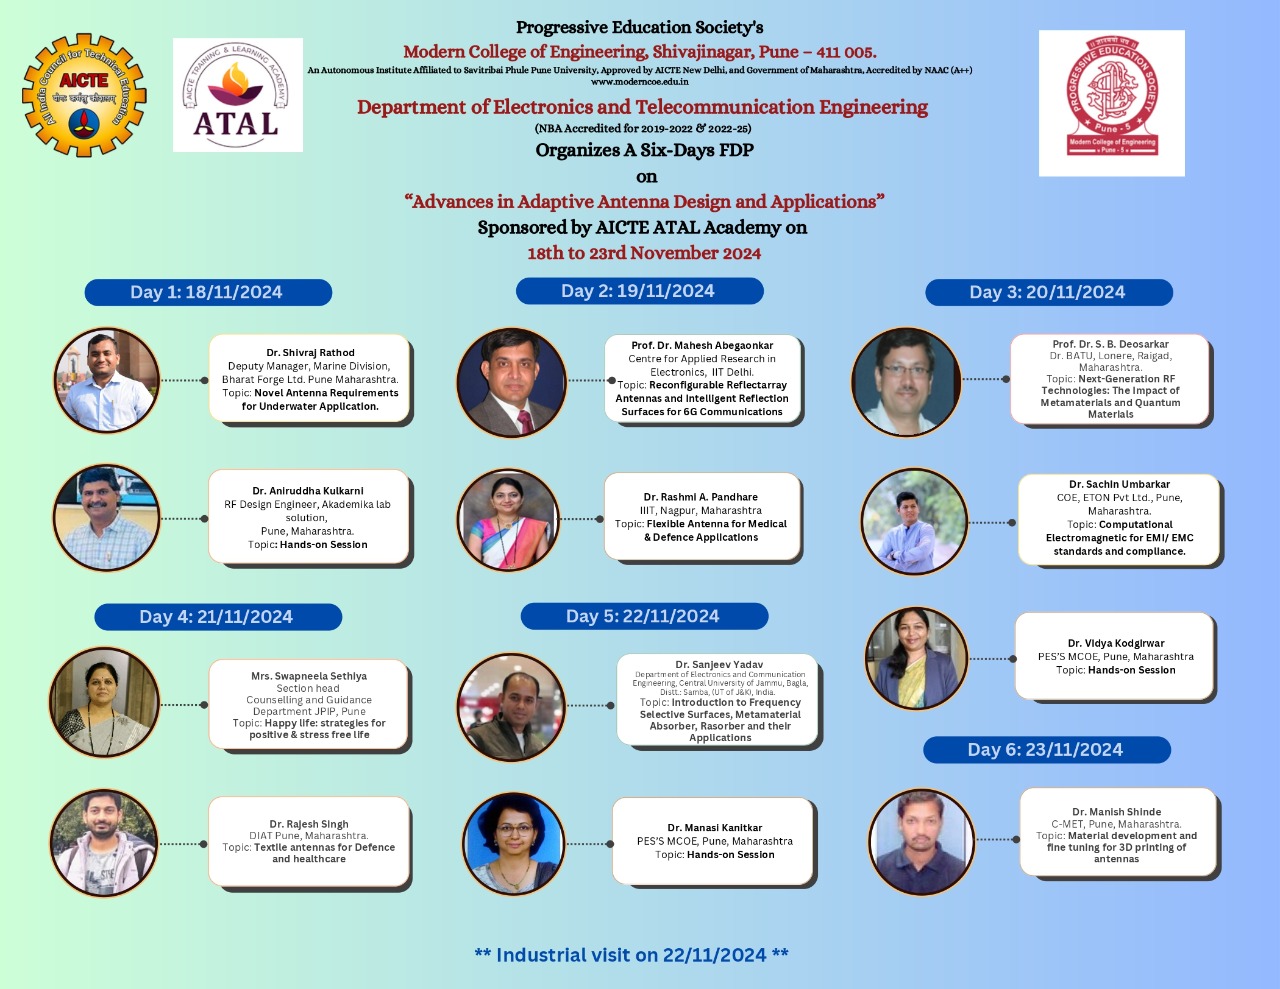 Progressive Education Society's
Modern College of Engineering, Shivajinagar, Pune – 411 005.
An Autonomous Institute Affiliated to Savitribai Phule Pune University, Approved by AICTE New Delhi, and Government of Maharashtra, Accredited by NAAC (A++)
www.moderncoe.edu.in
Department of Electronics and Telecommunication Engineering
(NBA Accredited for 2019-2022 & 2022-25)
Organizes A Six-Days FDP
on
“Advances in Adaptive Antenna Design and Applications”
Sponsored by AICTE ATAL Academy on
18th to 23rd November 2024
All India Council for Technical Education
AICTE
योगः कर्मसु कौशलम्
AICTE TRAINING & LEARNING ACADEMY
ATAL
PROGRESSIVE EDUCATION SOCIETY
Pune - 5
Modern College of Engineering
• Pune - 5 •
Day 1: 18/11/2024
Dr. Shivraj Rathod
Deputy Manager, Marine Division,
Bharat Forge Ltd. Pune Maharashtra.
Topic: Novel Antenna Requirements
for Underwater Application.
Dr. Aniruddha Kulkarni
RF Design Engineer, Akademika lab
solution,
Pune, Maharashtra.
Topic: Hands-on Session
Day 2: 19/11/2024
Prof. Dr. Mahesh Abegaonkar
Centre for Applied Research in
Electronics, IIT Delhi.
Topic: Reconfigurable Reflectarray
Antennas and Intelligent Reflection
Surfaces for 6G Communications
Dr. Rashmi A. Pandhare
IIIT, Nagpur, Maharashtra
Topic: Flexible Antenna for Medical
& Defence Applications
Day 3: 20/11/2024
Prof. Dr. S. B. Deosarkar
Dr. BATU, Lonere, Raigad,
Maharashtra.
Topic: Next-Generation RF
Technologies: The Impact of
Metamaterials and Quantum
Materials
Dr. Sachin Umbarkar
COE, ETON Pvt Ltd., Pune,
Maharashtra.
Topic: Computational
Electromagnetic for EMI/ EMC
standards and compliance.
Dr. Vidya Kodgirwar
PES'S MCOE, Pune, Maharashtra
Topic: Hands-on Session
Day 4: 21/11/2024
Mrs. Swapneela Sethiya
Section head
Counselling and Guidance
Department JPIP, Pune
Topic: Happy life: strategies for
positive & stress free life
Dr. Rajesh Singh
DIAT Pune, Maharashtra.
Topic: Textile antennas for Defence
and healthcare
Day 5: 22/11/2024
Dr. Sanjeev Yadav
Department of Electronics and Communication
Engineering, Central University of Jammu, Bagla,
Distt.: Samba, (UT of J&K), India.
Topic: Introduction to Frequency
Selective Surfaces, Metamaterial
Absorber, Rasorber and their
Applications
Dr. Manasi Kanitkar
PES'S MCOE, Pune, Maharashtra
Topic: Hands-on Session
Day 6: 23/11/2024
Dr. Manish Shinde
C-MET, Pune, Maharashtra.
Topic: Material development and
fine tuning for 3D printing of
antennas
** Industrial visit on 22/11/2024 **